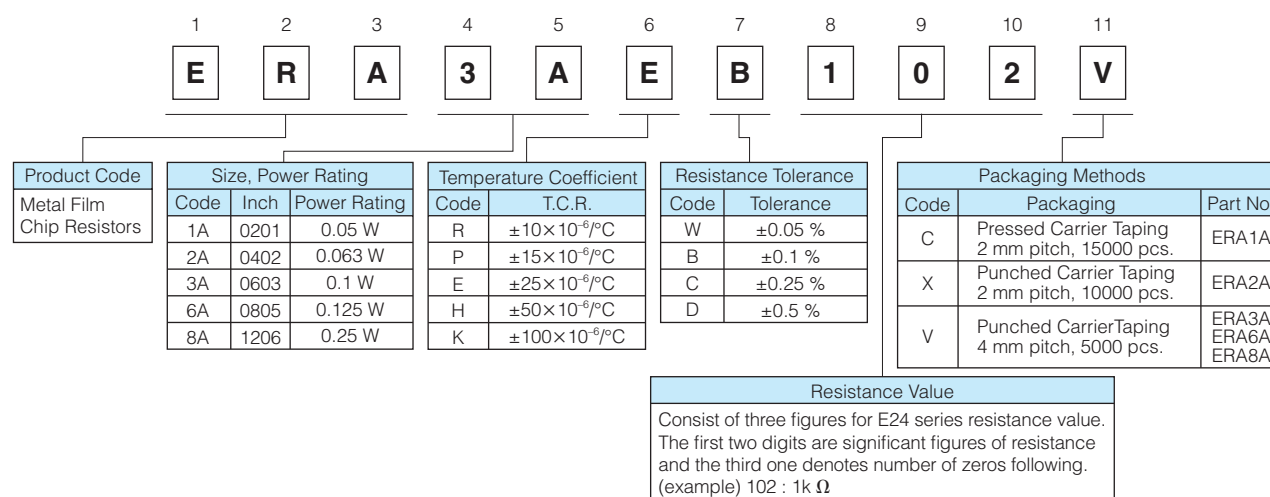 1 2 3 4 5 6 7 8 9 10 11
E R A 3 A E B 1 0 2 V
Product Code
Metal Film
Chip Resistors
Size, Power Rating
Code Inch Power Rating
1A 0201 0.05 W
2A 0402 0.063 W
3A 0603 0.1 W
6A 0805 0.125 W
8A 1206 0.25 W
Temperature Coefficient
Code T.C.R.
R ±10×10⁻⁶/°C
P ±15×10⁻⁶/°C
E ±25×10⁻⁶/°C
H ±50×10⁻⁶/°C
K ±100×10⁻⁶/°C
Resistance Tolerance
Code Tolerance
W ±0.05 %
B ±0.1 %
C ±0.25 %
D ±0.5 %
Packaging Methods
Code Packaging Part No
C Pressed Carrier Taping
2 mm pitch, 15000 pcs. ERA1A
X Punched Carrier Taping
2 mm pitch, 10000 pcs. ERA2A
V Punched CarrierTaping
4 mm pitch, 5000 pcs.
ERA3A
ERA6A
ERA8A
Resistance Value
Consist of three figures for E24 series resistance value.
The first two digits are significant figures of resistance
and the third one denotes number of zeros following.
(example) 102 : 1k Ω